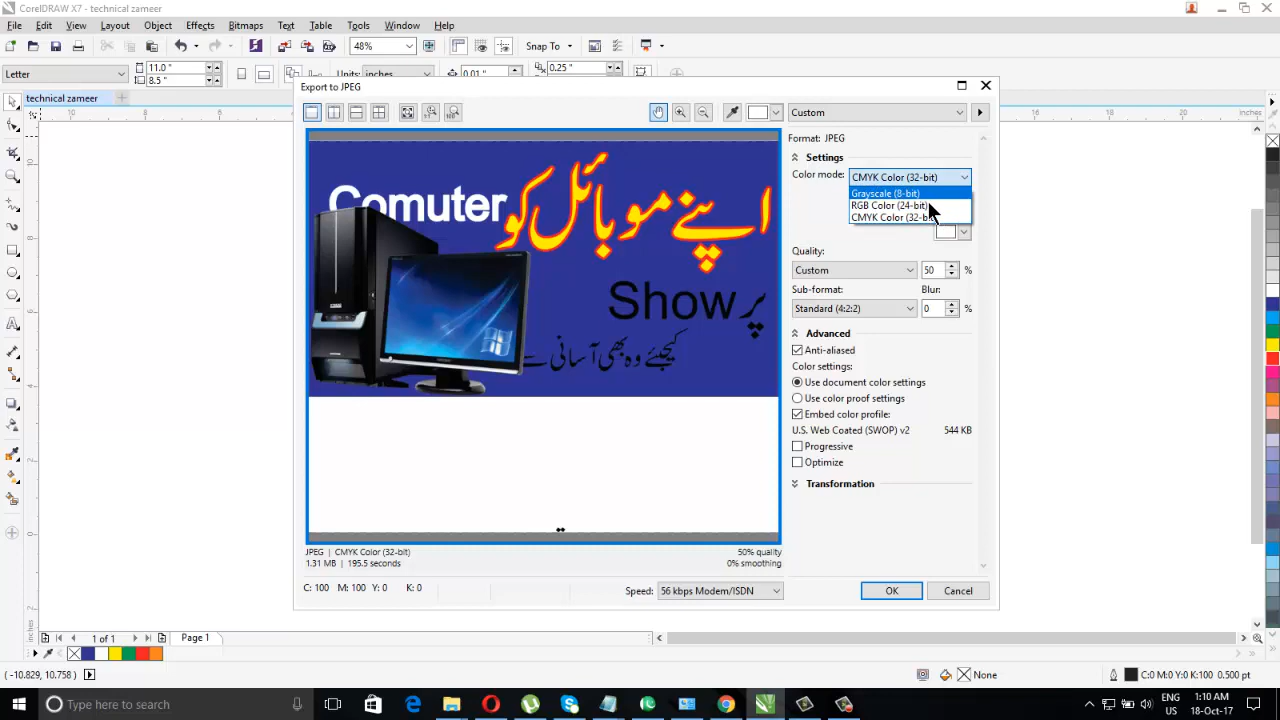 CorelDRAW X7 - technical zameer
File Edit View Layout Object Effects Bitmaps Text Table Tools Window Help
48% Snap To
Letter 11.0 " 8.5 " Units: inches 0.01 " 0.25 "
technical zameer
10 8 10 inches
Export to JPEG
Custom
Format: JPEG
Settings
Color mode: CMYK Color (32-bit)
Grayscale (8-bit)
RGB Color (24-bit)
CMYK Color (32-b
Quality:
Custom 50 %
Sub-format: Blur:
Standard (4:2:2) 0 %
Advanced
Anti-aliased
Color settings:
Use document color settings
Use color proof settings
Embed color profile:
U.S. Web Coated (SWOP) v2 544 KB
Progressive
Optimize
Transformation
اپنے موبائل کو Comuter
پر Show
کیجیئے وہ بھی آسانی سے
JPEG | CMYK Color (32-bit) 50% quality
1.31 MB | 195.5 seconds 0% smoothing
C: 100 M: 100 Y: 0 K: 0 Speed: 56 kbps Modem/ISDN OK Cancel
1 of 1 Page 1
(-10.829, 10.758) None C:0 M:0 Y:0 K:100 0.500 pt
Type here to search ENG US 1:10 AM 18-Oct-17